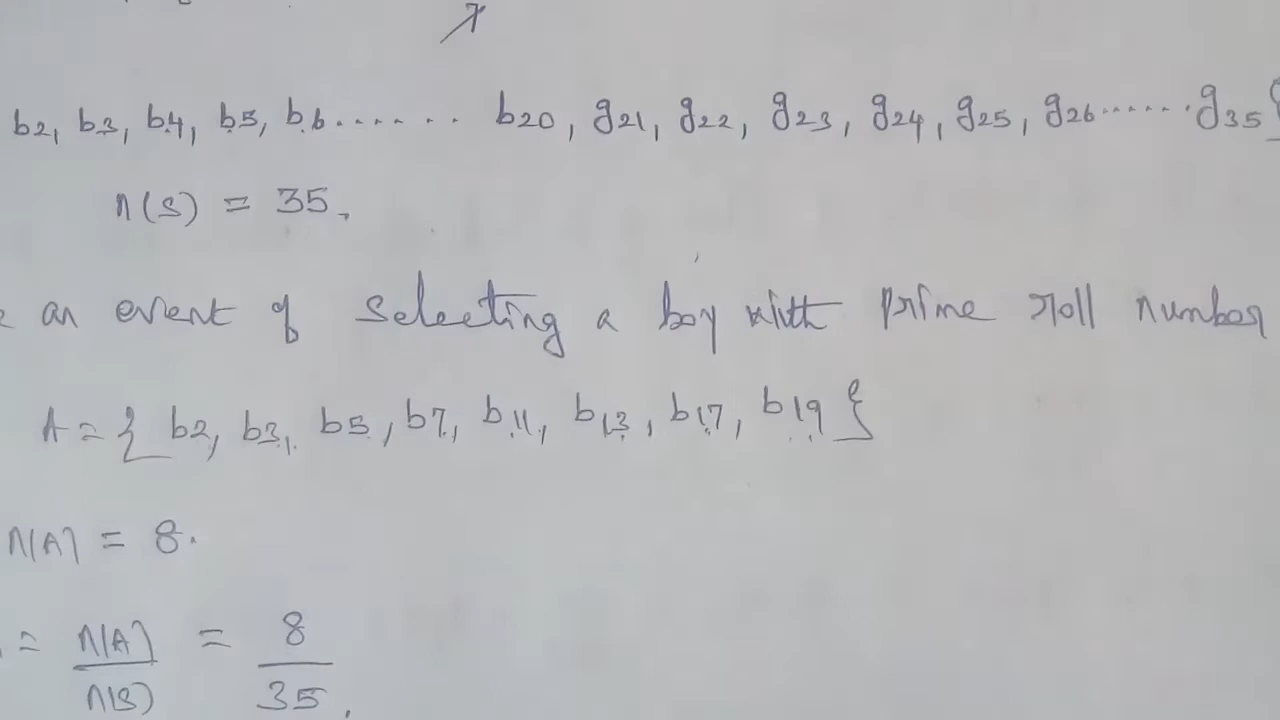 b2, b3, b4, b5, b6...... b20, g21, g22, g23, g24, g25, g26...... g35}
n(S) = 35.
an event of selecting a boy with prime roll number
A = { b2, b3, b5, b7, b11, b13, b17, b19 }
n(A) = 8.
= n(A)/n(S) = 8/35.